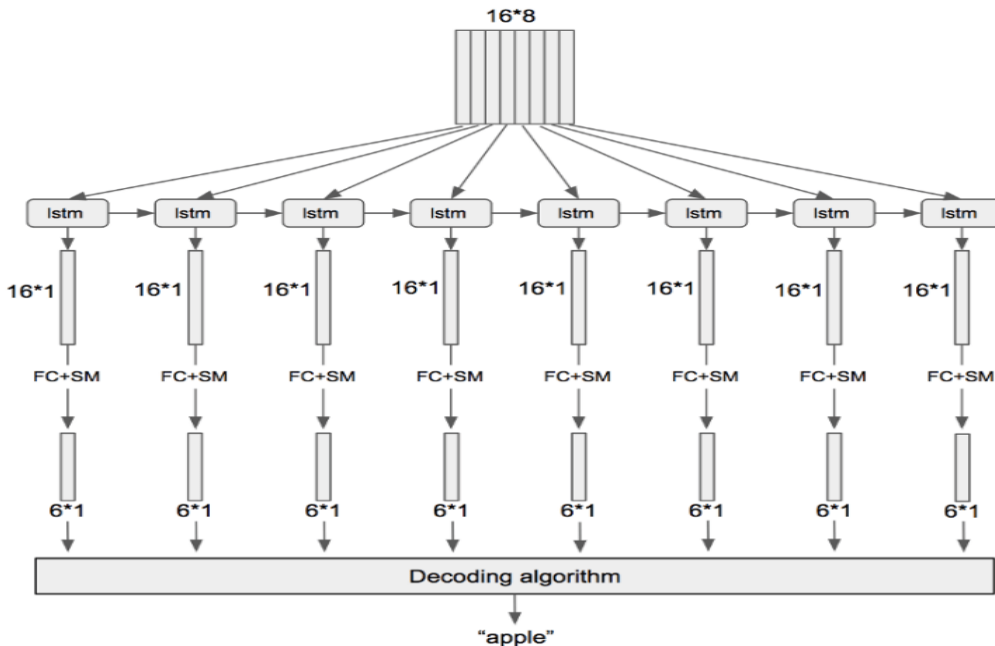 16*8
lstm lstm lstm lstm lstm lstm lstm lstm
16*1 16*1 16*1 16*1 16*1 16*1 16*1 16*1
FC+SM FC+SM FC+SM FC+SM FC+SM FC+SM FC+SM FC+SM
6*1 6*1 6*1 6*1 6*1 6*1 6*1 6*1
Decoding algorithm
“apple”